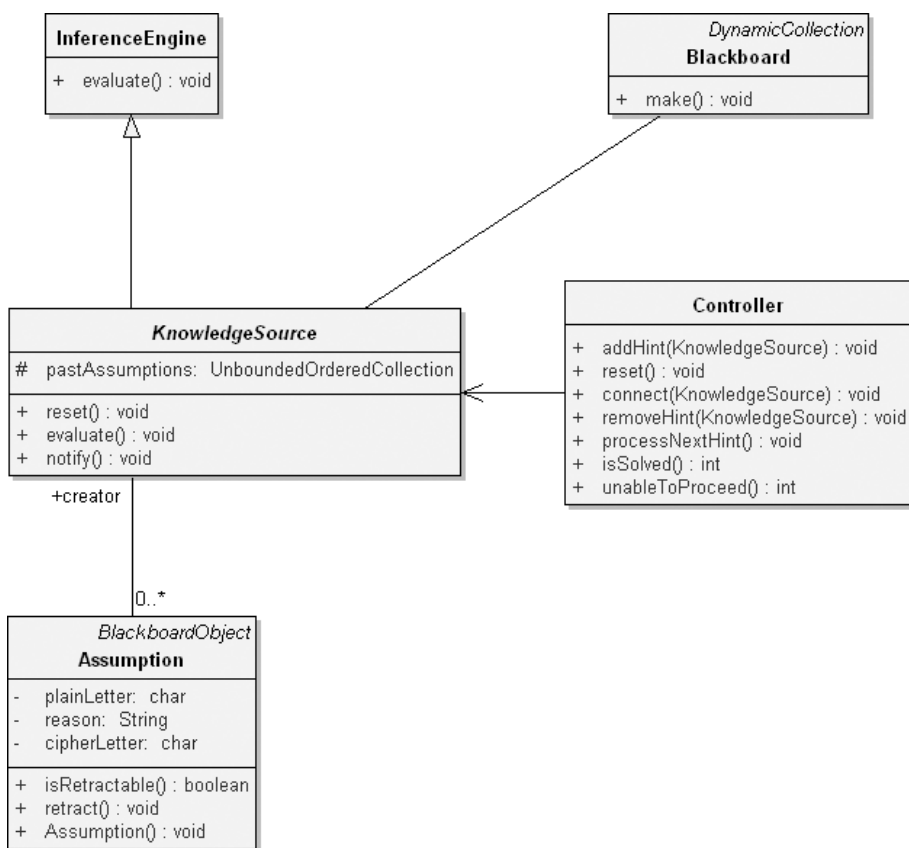 InferenceEngine
+ evaluate() : void
DynamicCollection
Blackboard
+ make() : void
KnowledgeSource
# pastAssumptions: UnboundedOrderedCollection
+ reset() : void
+ evaluate() : void
+ notify() : void
Controller
+ addHint(KnowledgeSource) : void
+ reset() : void
+ connect(KnowledgeSource) : void
+ removeHint(KnowledgeSource) : void
+ processNextHint() : void
+ isSolved() : int
+ unableToProceed() : int
+creator
0..*
BlackboardObject
Assumption
- plainLetter: char
- reason: String
- cipherLetter: char
+ isRetractable() : boolean
+ retract() : void
+ Assumption() : void